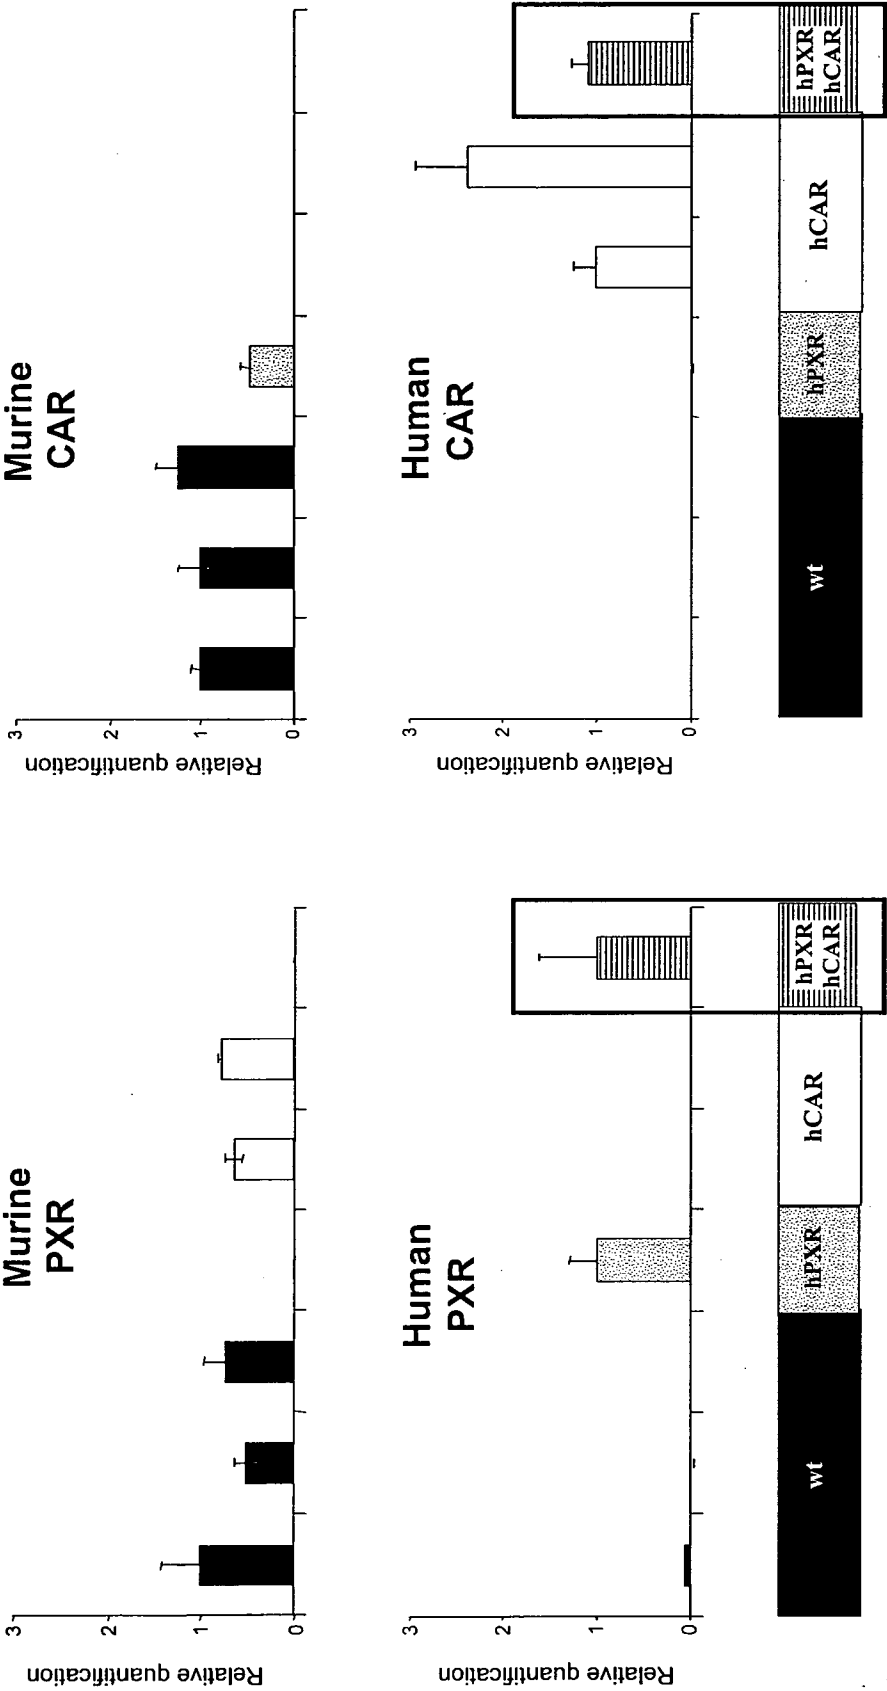 Murine
PXR
Relative quantification
3
2
1
0
Murine
CAR
Relative quantification
3
2
1
0
Human
PXR
Relative quantification
3
2
1
0
Human
CAR
Relative quantification
3
2
1
0
wt
hPXR
hCAR
hPXR
hCAR
wt
hPXR
hCAR
hPXR
hCAR